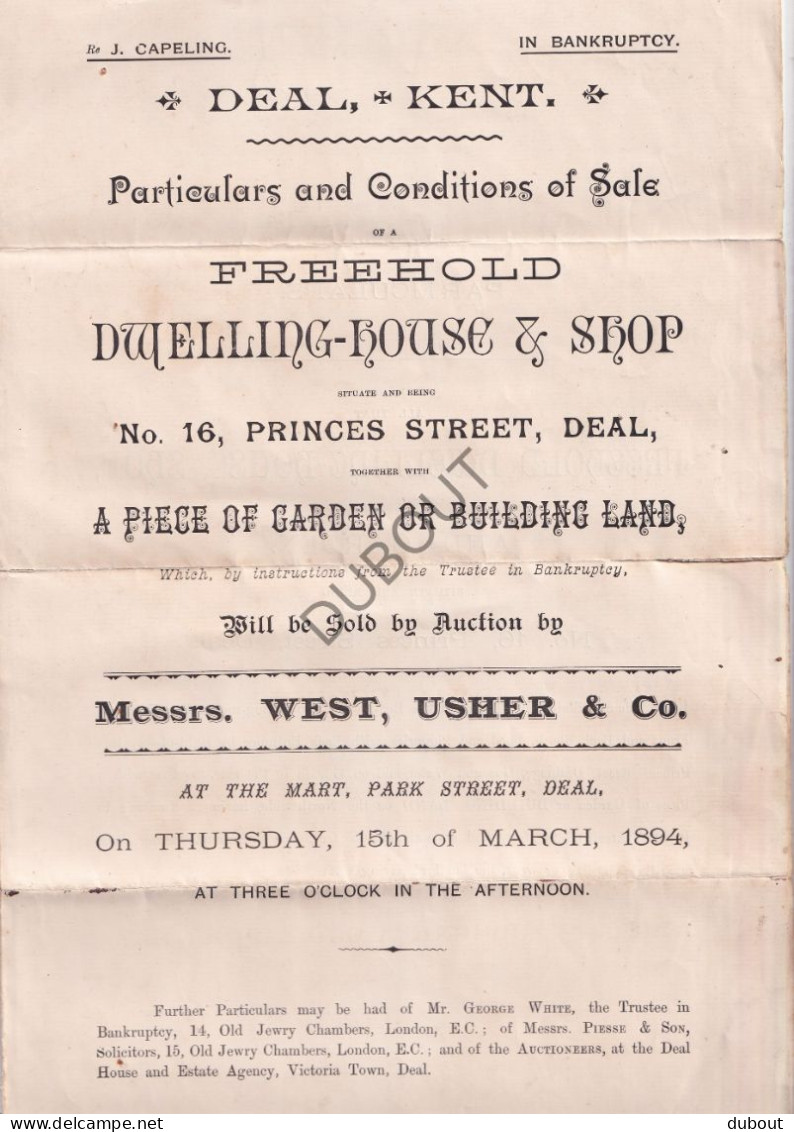 Re J. CAPELING.
IN BANKRUPTCY.
DEAL, KENT.
Particulars and Conditions of Sale
OF A
FREEHOLD
DWELLING-HOUSE & SHOP
SITUATE AND BEING
No. 16, PRINCES STREET, DEAL,
TOGETHER WITH
A PIECE OF GARDEN OR BUILDING LAND,
Which, by instructions from the Trustee in Bankruptcy,
Will be Sold by Auction by
Messrs. WEST, USHER & Co.
AT THE MART, PARK STREET, DEAL,
On THURSDAY, 15th of MARCH, 1894,
AT THREE O'CLOCK IN THE AFTERNOON.
Further Particulars may be had of Mr. GEORGE WHITE, the Trustee in
Bankruptcy, 14, Old Jewry Chambers, London, E.C.; of Messrs. PIESSE & SON,
Solicitors, 15, Old Jewry Chambers, London, E.C.; and of the AUCTIONEERS, at the Deal
House and Estate Agency, Victoria Town, Deal.
DUBOUT
dubout
delcampe.net